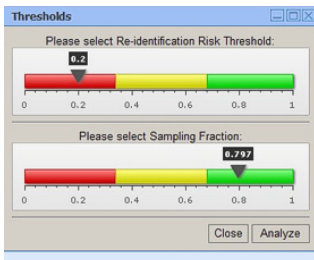 Thresholds
Please select Re-identification Risk Threshold:
0.2
0 0.2 0.4 0.6 0.8 1
Please select Sampling Fraction:
0.797
0 0.2 0.4 0.6 0.8 1
Close Analyze